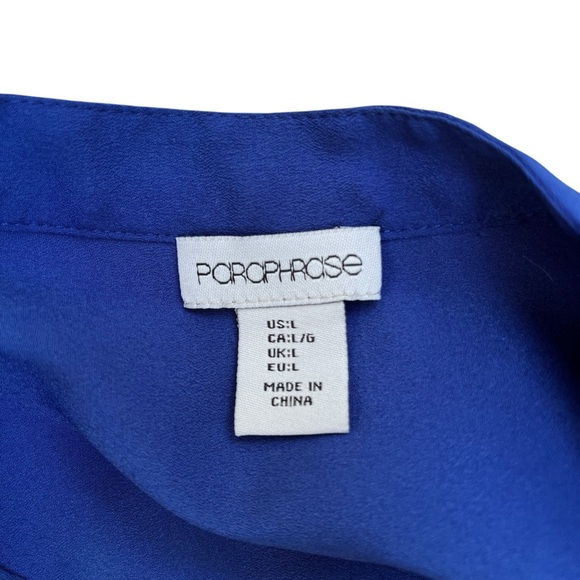 PARAPHRASE
US:L
CA:L/G
UK:L
EU:L
MADE IN
CHINA